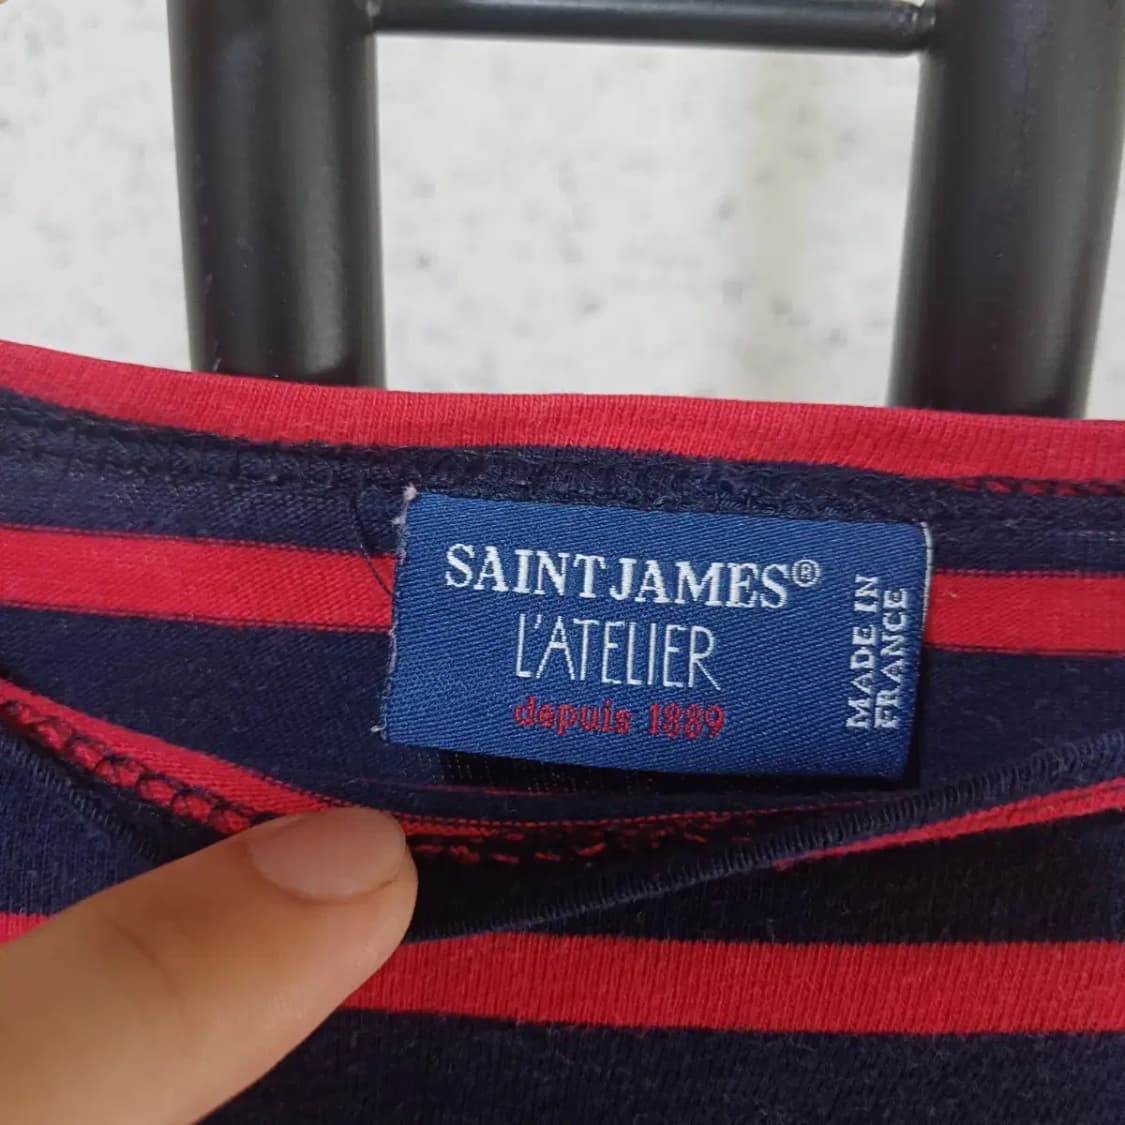 SAINT JAMES®
L'ATELIER
depuis 1889
MADE IN
FRANCE